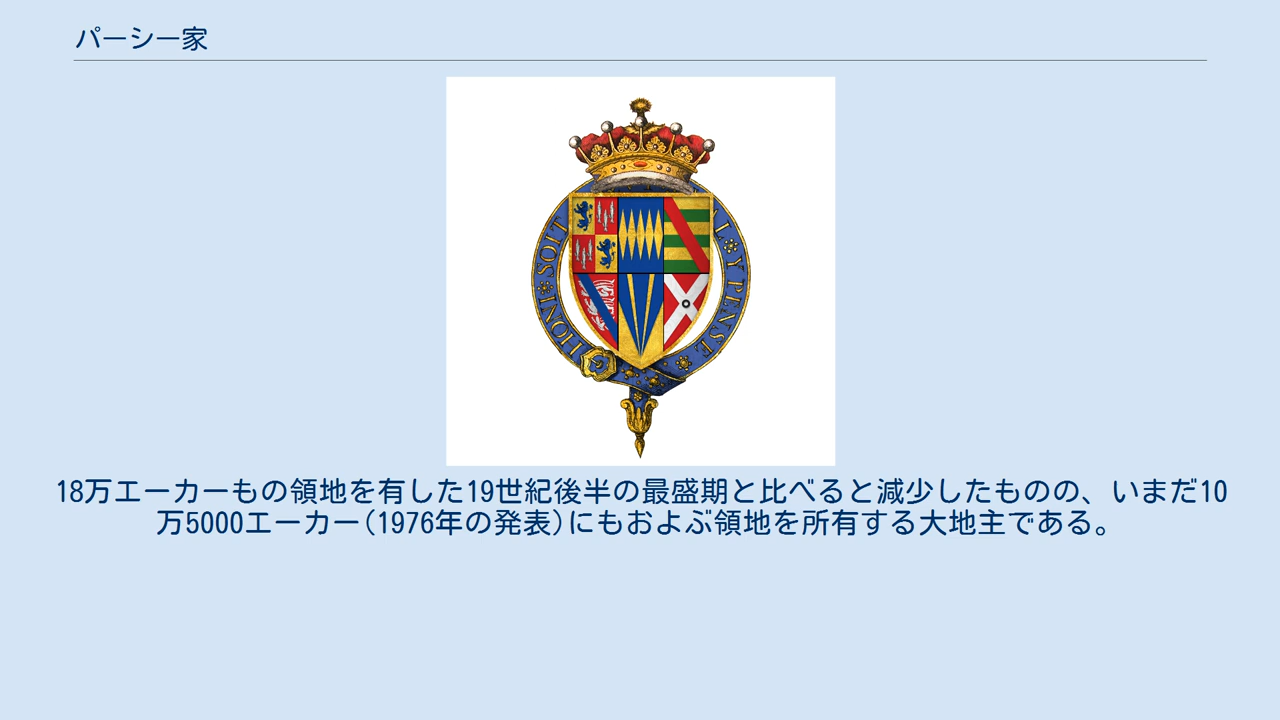 パーシー家
HONI SOIT
L Y PENSE
18万エーカーもの領地を有した19世紀後半の最盛期と比べると減少したものの、いまだ10
万5000エーカー(1976年の発表)にもおよぶ領地を所有する大地主である。